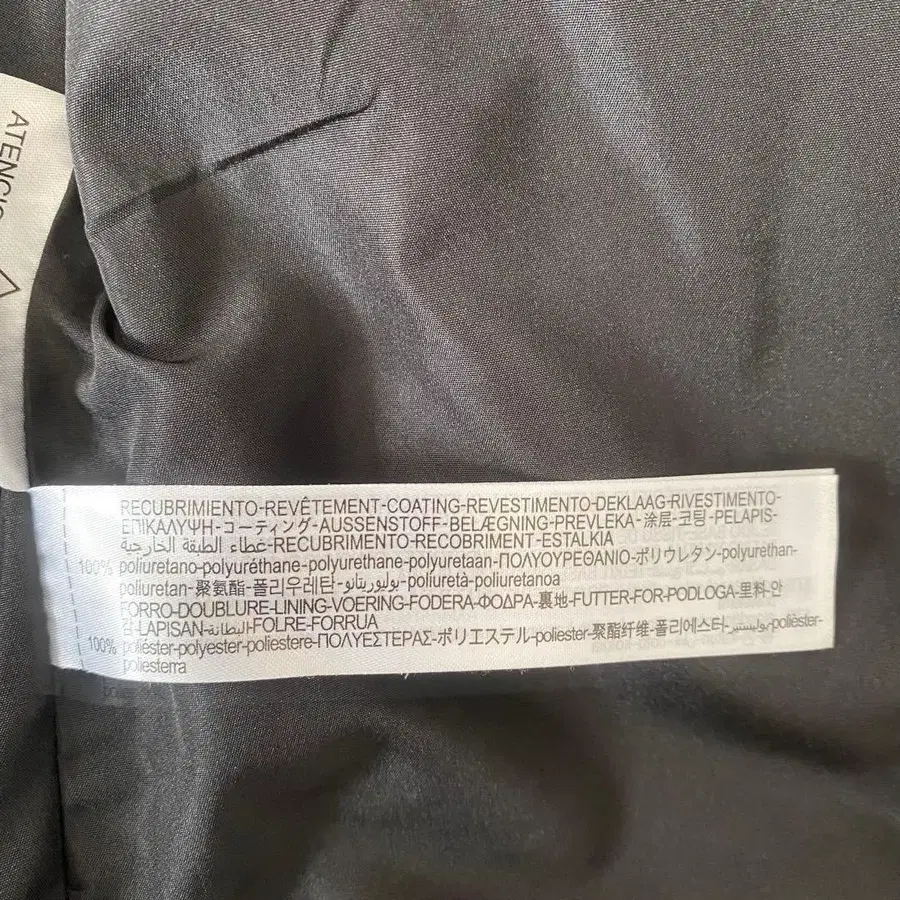 ATENCIÓ
RECUBRIMIENTO-REVÊTEMENT-COATING-REVESTIMENTO-DEKLAAG-RIVESTIMENTO-
ΕΠΙΚΑΛΥΨΗ-コーティング-AUSSENSTOFF-BELÆGNING-PREVLEKA-涂层-코팅-PELAPIS-
غطاء الطبقة الخارجية-RECUBRIMENTO-RECOBRIMENT-ESTALKIA
100% poliuretano-polyuréthane-polyurethane-polyuretaan-ΠΟΛΥΟΥΡΕΘΑΝΙΟ-ポリウレタン-polyurethan-
poliuretan-聚氨酯-폴리우레탄-بوليوريتانو-poliuretà-poliuretanoa
FORRO-DOUBLURE-LINING-VOERING-FODERA-ΦΟΔΡΑ-裏地-FUTTER-FOR-PODLOGA-里料-안
감-LAPISAN-البطانة-FOLRE-FORRUA
100% poliéster-polyester-poliestere-ΠΟΛΥΕΣΤΕΡΑΣ-ポリエステル-poliester-聚酯纤维-폴리에스터-بوليستير-polièster-
poliesterra